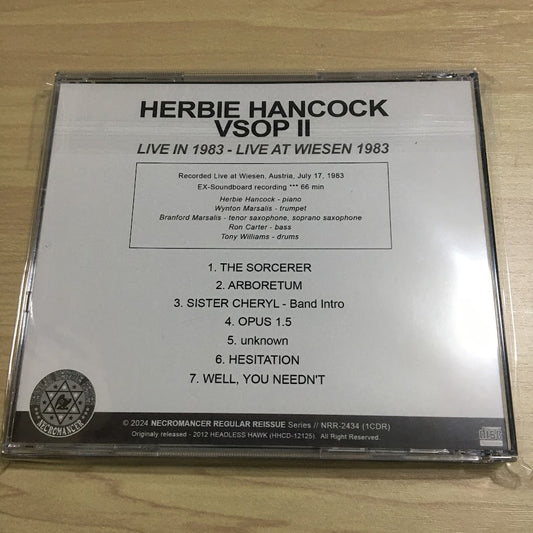 HERBIE HANCOCK
VSOP II
LIVE IN 1983 - LIVE AT WIESEN 1983
Recorded Live at Wiesen, Austria, July 17, 1983
EX-Soundboard recording *** 66 min
Herbie Hancock - piano
Wynton Marsalis - trumpet
Branford Marsalis - tenor saxophone, soprano saxophone
Ron Carter - bass
Tony Williams - drums
1. THE SORCERER
2. ARBORETUM
3. SISTER CHERYL - Band Intro
4. OPUS 1.5
5. unknown
6. HESITATION
7. WELL, YOU NEEDN'T
NECROMANCER
© 2024 NECROMANCER REGULAR REISSUE Series // NRR-2434 (1CDR)
Originaly released - 2012 HEADLESS HAWK (HHCD-12125). All Right Reserved.